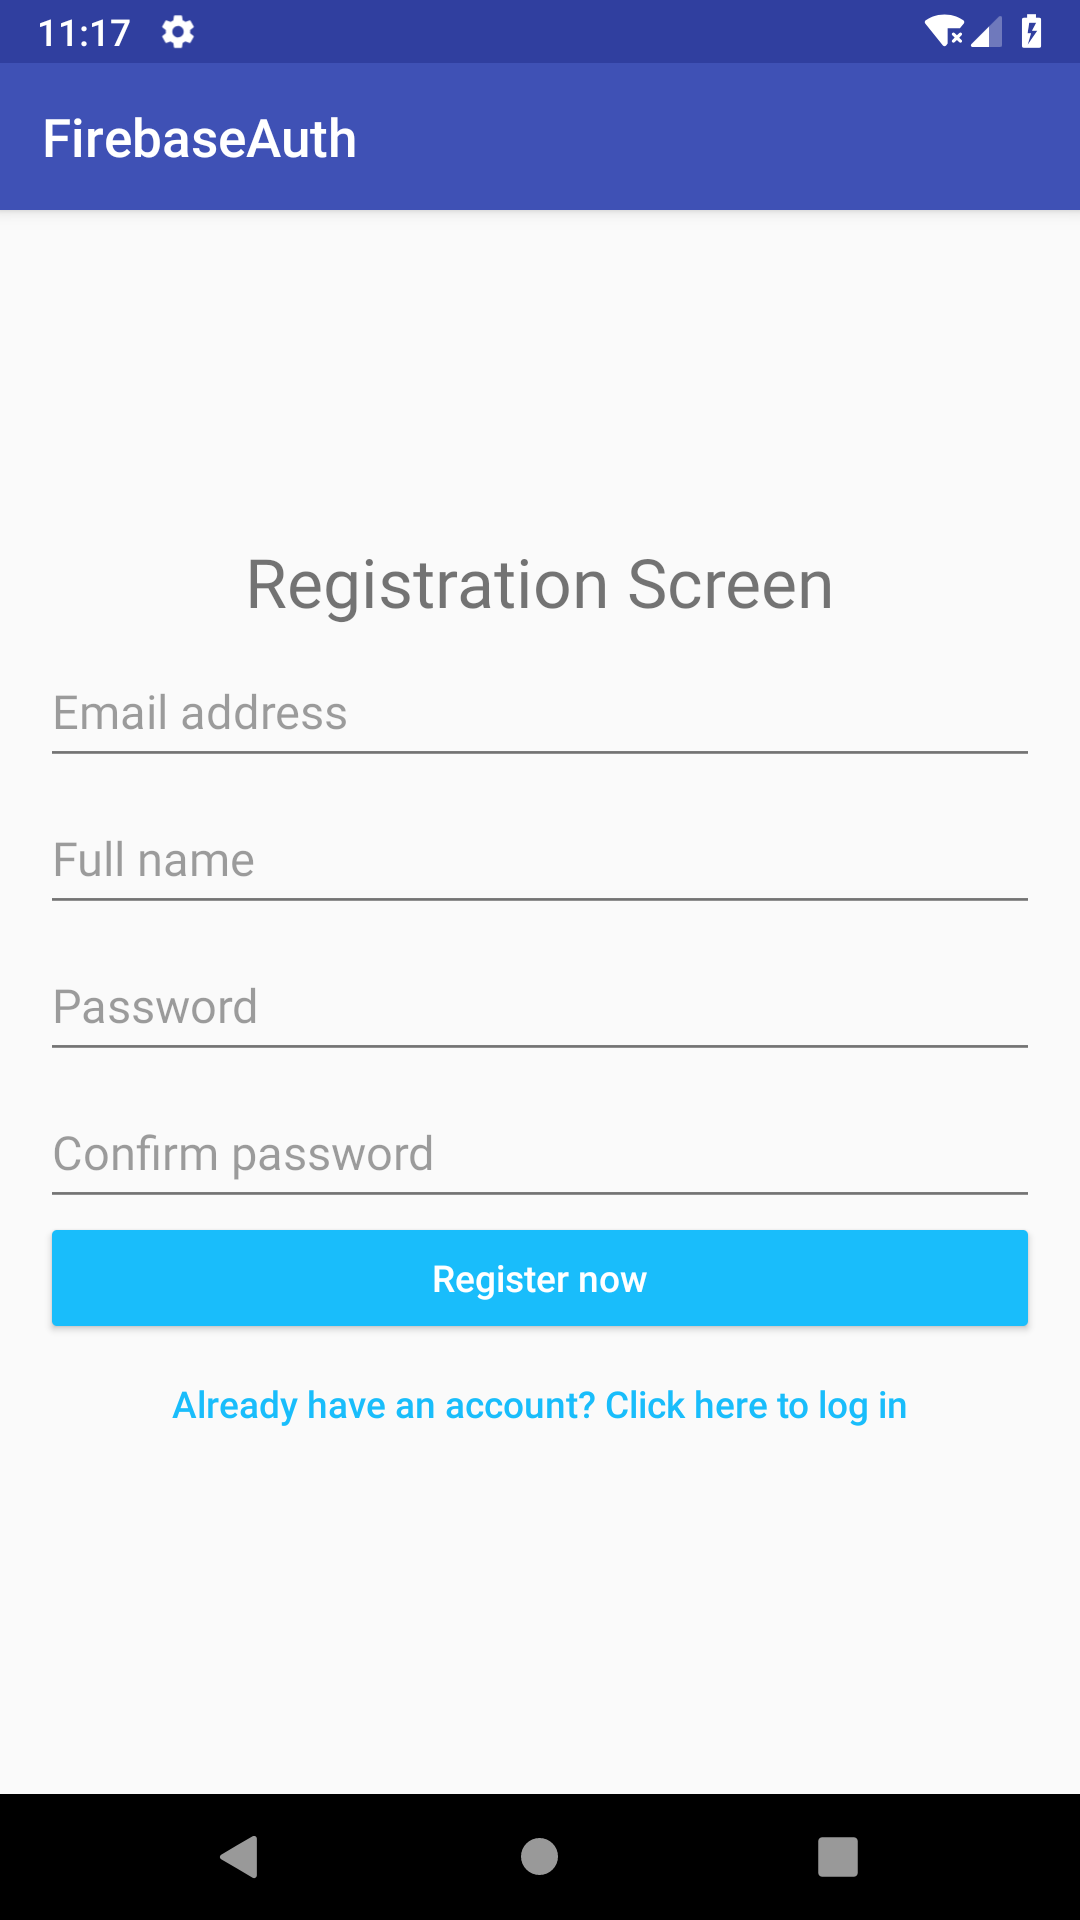 11:17
FirebaseAuth
Registration Screen
Email address
Full name
Password
Confirm password
Register now
Already have an account? Click here to log in